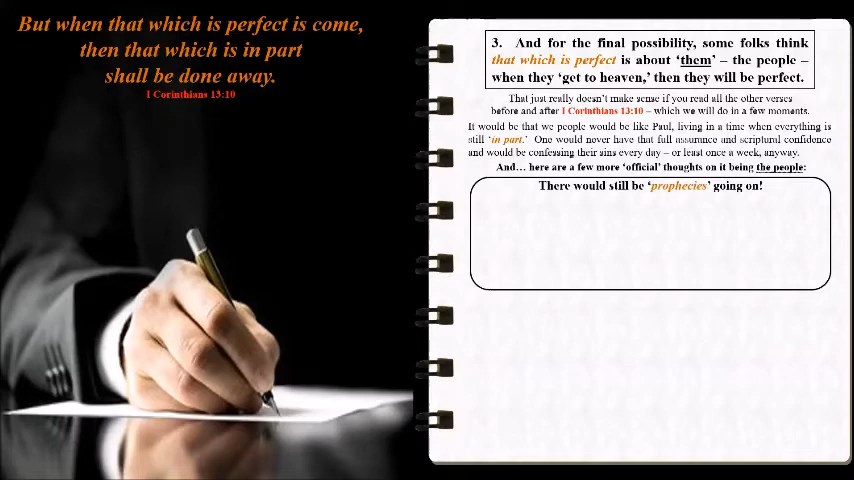 But when that which is perfect is come,
then that which is in part
shall be done away.
I Corinthians 13:10
3. And for the final possibility, some folks think
that which is perfect is about ‘them’ – the people –
when they ‘get to heaven,’ then they will be perfect.
That just really doesn’t make sense if you read all the other verses
before and after I Corinthians 13:10 – which we will do in a few moments.
It would be that we people would be like Paul, living in a time when everything is
still ‘in part.’ One would never have that full assurance and scriptural confidence
and would be confessing their sins every day – or least once a week, anyway.
And… here are a few more ‘official’ thoughts on it being the people:
There would still be ‘prophecies’ going on!